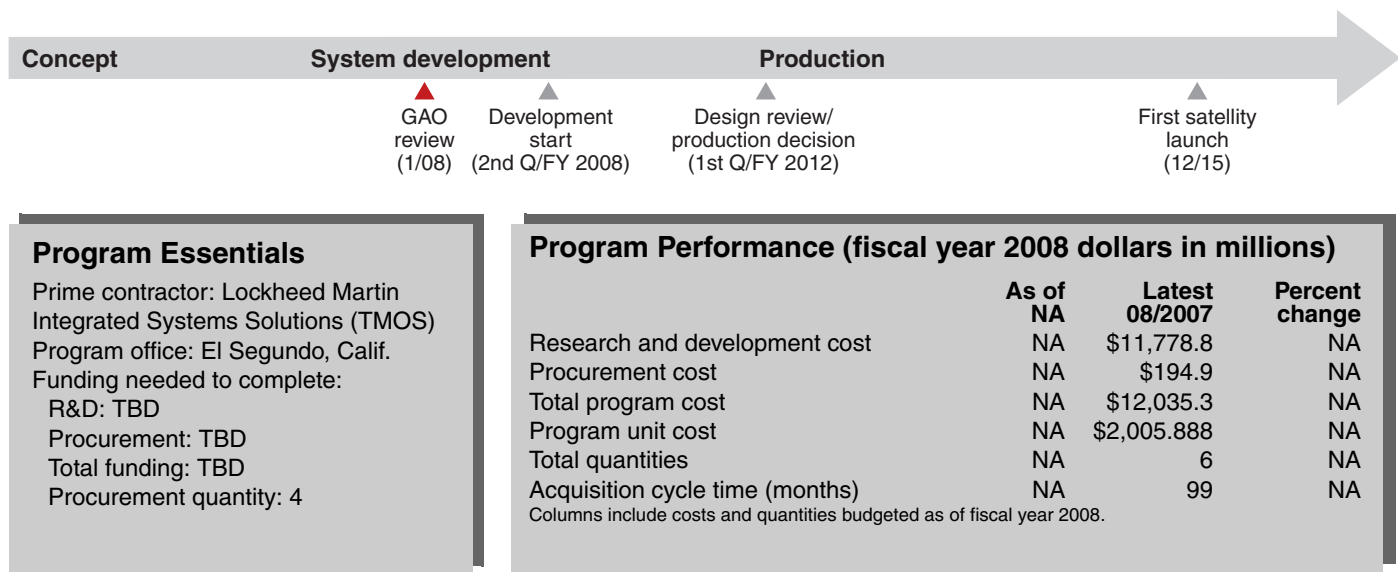 Concept System development Production
GAO review (1/08)
Development start (2nd Q/FY 2008)
Design review/ production decision (1st Q/FY 2012)
First satellity launch (12/15)
Program Essentials
Prime contractor: Lockheed Martin
Integrated Systems Solutions (TMOS)
Program office: El Segundo, Calif.
Funding needed to complete:
R&D: TBD
Procurement: TBD
Total funding: TBD
Procurement quantity: 4
Program Performance (fiscal year 2008 dollars in millions)
As of Latest Percent
NA 08/2007 change
Research and development cost NA $11,778.8 NA
Procurement cost NA $194.9 NA
Total program cost NA $12,035.3 NA
Program unit cost NA $2,005.888 NA
Total quantities NA 6 NA
Acquisition cycle time (months) NA 99 NA
Columns include costs and quantities budgeted as of fiscal year 2008.